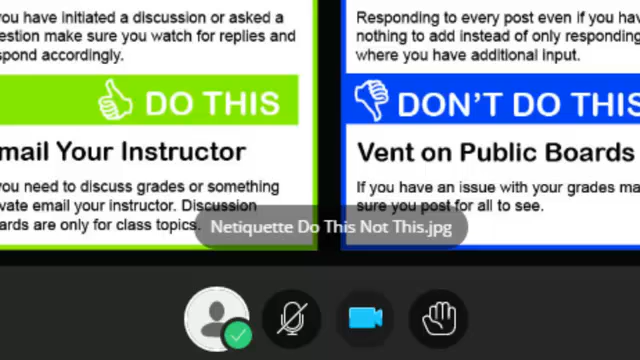 ou have initiated a discussion or asked a
estion make sure you watch for replies and
spond accordingly.
DO THIS
mail Your Instructor
ou need to discuss grades or something
vate email your instructor. Discussion
ards are only for class topics.
Responding to every post even if you hav
nothing to add instead of only responding
where you have additional input.
DON'T DO THIS
Vent on Public Boards
If you have an issue with your grades ma
sure you post for all to see.
Netiquette Do This Not This.jpg